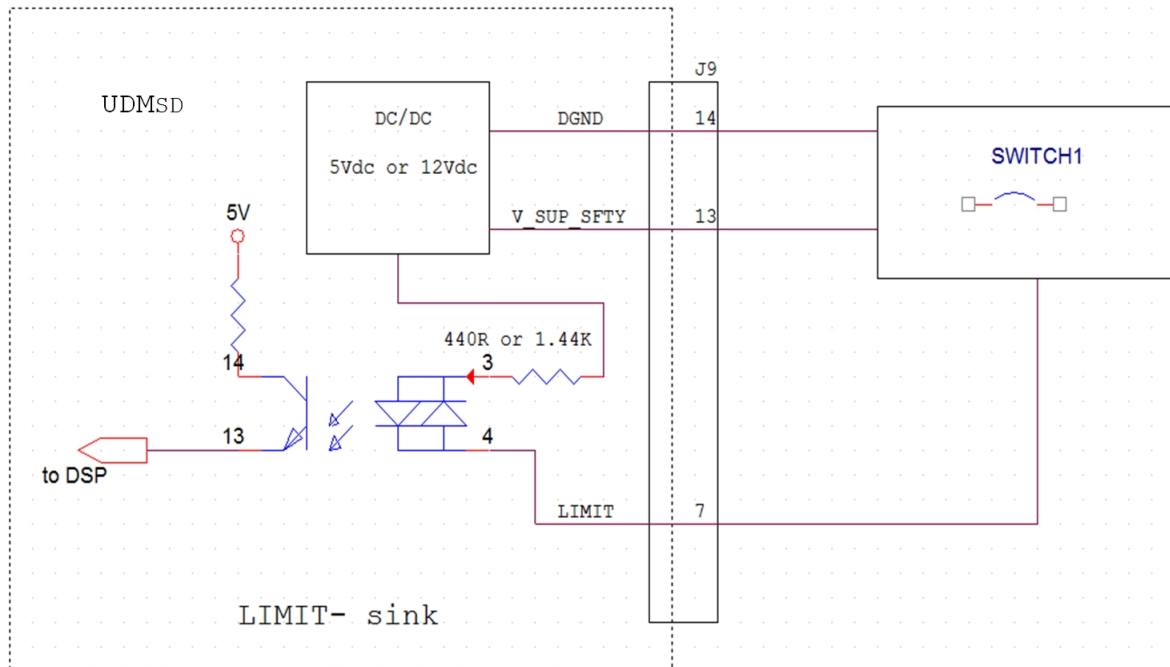 J9
UDMSD
DC/DC
DGND
14
5Vdc or 12Vdc
SWITCH1
5V
V_SUP_SFTY
13
440R or 1.44K
14
3
13
4
to DSP
LIMIT
7
LIMIT- sink